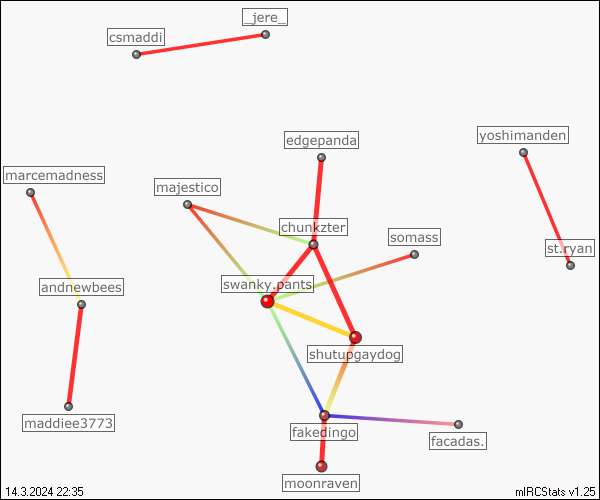 _jere_
csmaddi
yoshimanden
edgepanda
marcemadness
majestico
chunkzter
somass
st.ryan
swanky.pants
andnewbees
shutupgaydog
maddiee3773
fakedingo
facadas.
moonraven
14.3.2024 22:35
mIRCStats v1.25